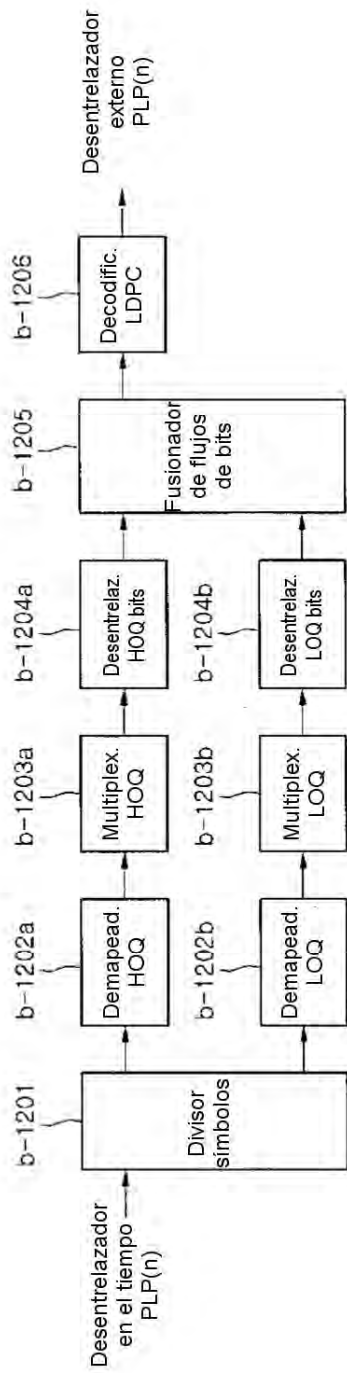 Desentrelazador
en el tiempo
PLP(n)
b-1201
Divisor
símbolos
b-1202a
Demapead.
HOQ
b-1203a
Multiplex.
HOQ
b-1204a
Desentrelaz.
HOQ bits
b-1202b
Demapead.
LOQ
b-1203b
Multiplex.
LOQ
b-1204b
Desentrelaz.
LOQ bits
b-1205
Fusionador
de flujos
de bits
b-1206
Decodific.
LDPC
Desentrelazador
externo
PLP(n)